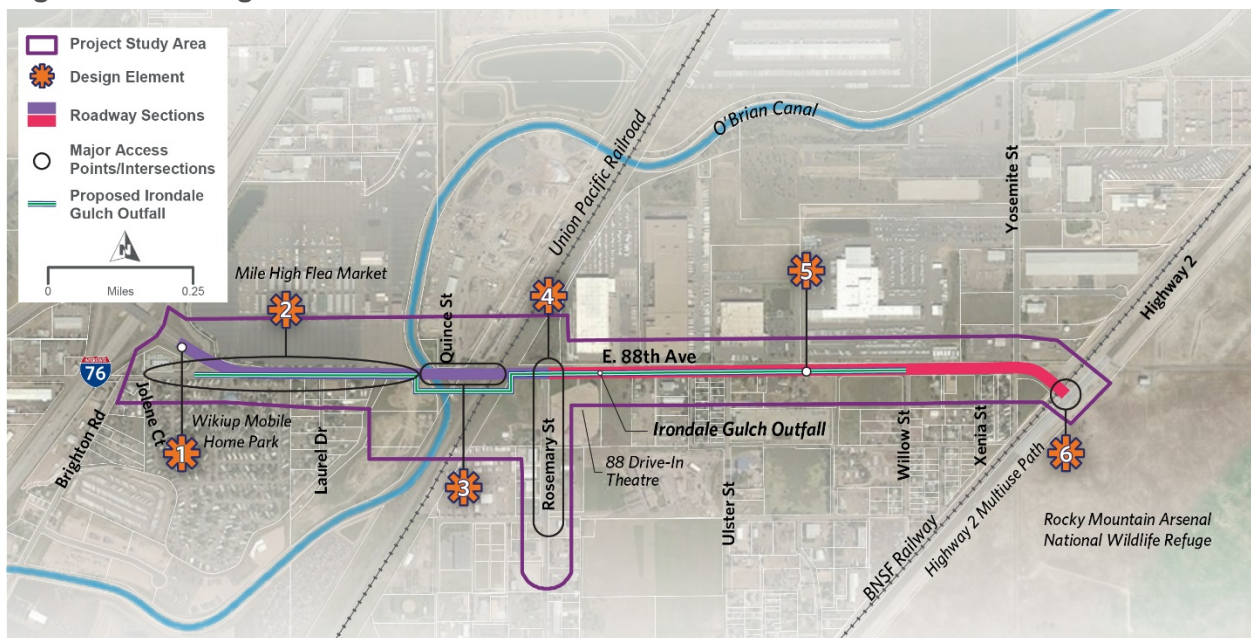 Project Study Area
Design Element
Roadway Sections
Major Access
Points/Intersections
Proposed Irondale
Gulch Outfall
N
0 Miles 0.25
Mile High Flea Market
O'Brian Canal
Union Pacific Railroad
Yosemite St
Highway 2
2
4
5
Quince St
E. 88th Ave
76
Jolene Ct
Brighton Rd
Wikiup Mobile
Home Park
1
Laurel Dr
3
Rosemary St
Irondale Gulch Outfall
88 Drive-In
Theatre
Ulster St
Willow St
Xenia St
6
BNSF Railway
Highway 2 Multiuse Path
Rocky Mountain Arsenal
National Wildlife Refuge